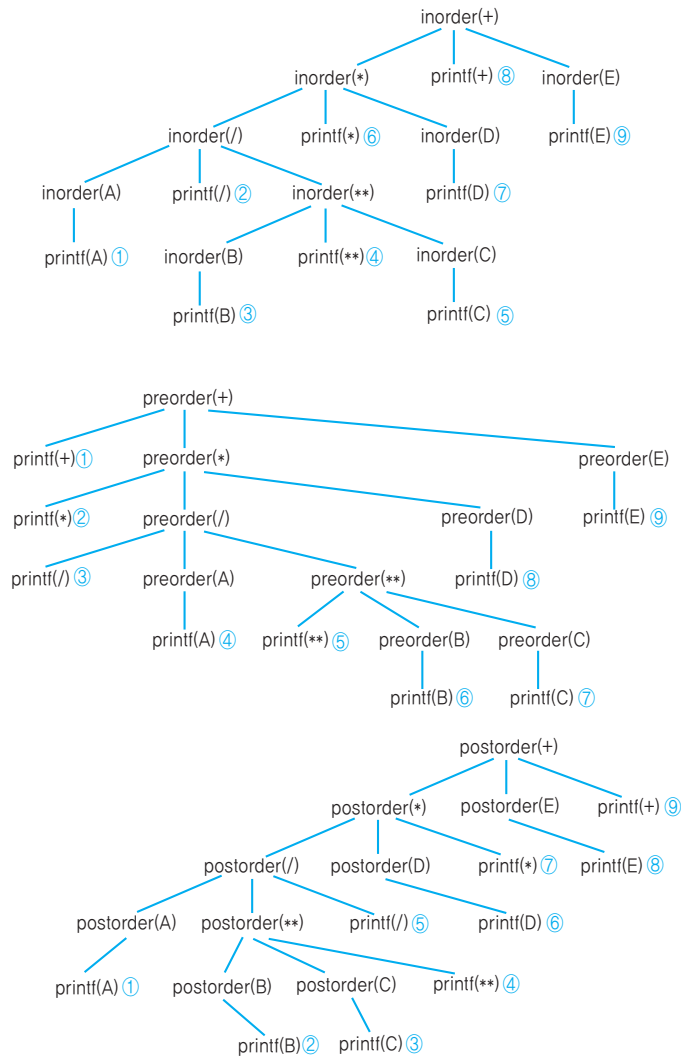 inorder(+)
inorder(*) printf(+) ⑧ inorder(E)
inorder(/) printf(*) ⑥ inorder(D) printf(E) ⑨
inorder(A) printf(/) ② inorder(**) printf(D) ⑦
printf(A) ① inorder(B) printf(**) ④ inorder(C)
printf(B) ③ printf(C) ⑤
preorder(+)
printf(+) ① preorder(*) preorder(E)
printf(*) ② preorder(/) preorder(D) printf(E) ⑨
printf(/) ③ preorder(A) preorder(**) printf(D) ⑧
printf(A) ④ printf(**) ⑤ preorder(B) preorder(C)
printf(B) ⑥ printf(C) ⑦
postorder(+)
postorder(*) postorder(E) printf(+) ⑨
postorder(/) postorder(D) printf(*) ⑦ printf(E) ⑧
postorder(A) postorder(**) printf(/) ⑤ printf(D) ⑥
printf(A) ① postorder(B) postorder(C) printf(**) ④
printf(B) ② printf(C) ③